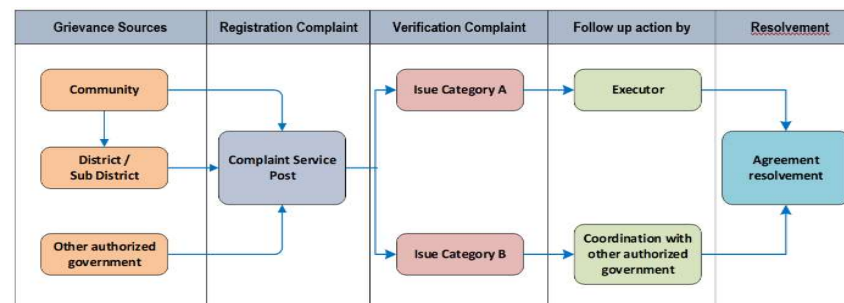 Grievance Sources
Registration Complaint
Verification Complaint
Follow up action by
Resolvement
Community
Isue Category A
Executor
District /
Sub District
Complaint Service
Post
Agreement
resolvement
Other authorized
government
Isue Category B
Coordination with
other authorized
government